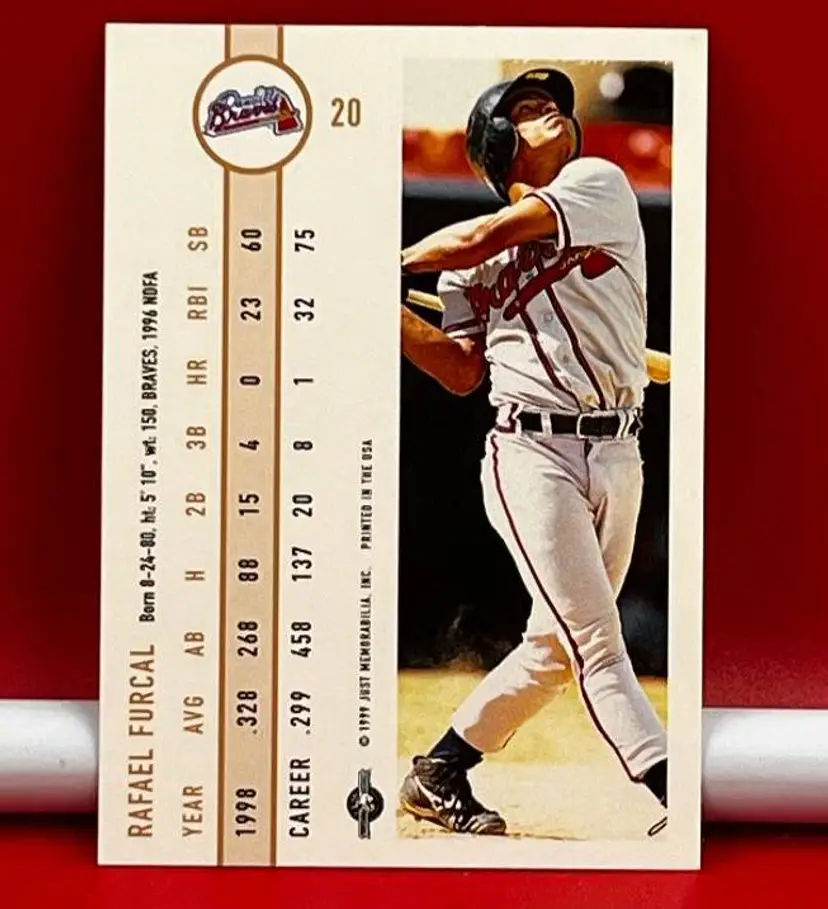 RAFAEL FURCAL Born 8-24-80, ht: 5' 10", wt: 150, BRAVES, 1996 NDFA
YEAR AVG AB H 2B 3B HR RBI SB
1998 .328 268 88 15 4 0 23 60
CAREER .299 458 137 20 8 1 32 75
© 1999 JUST MEMORABILIA, INC. PRINTED IN THE USA
Braves
20